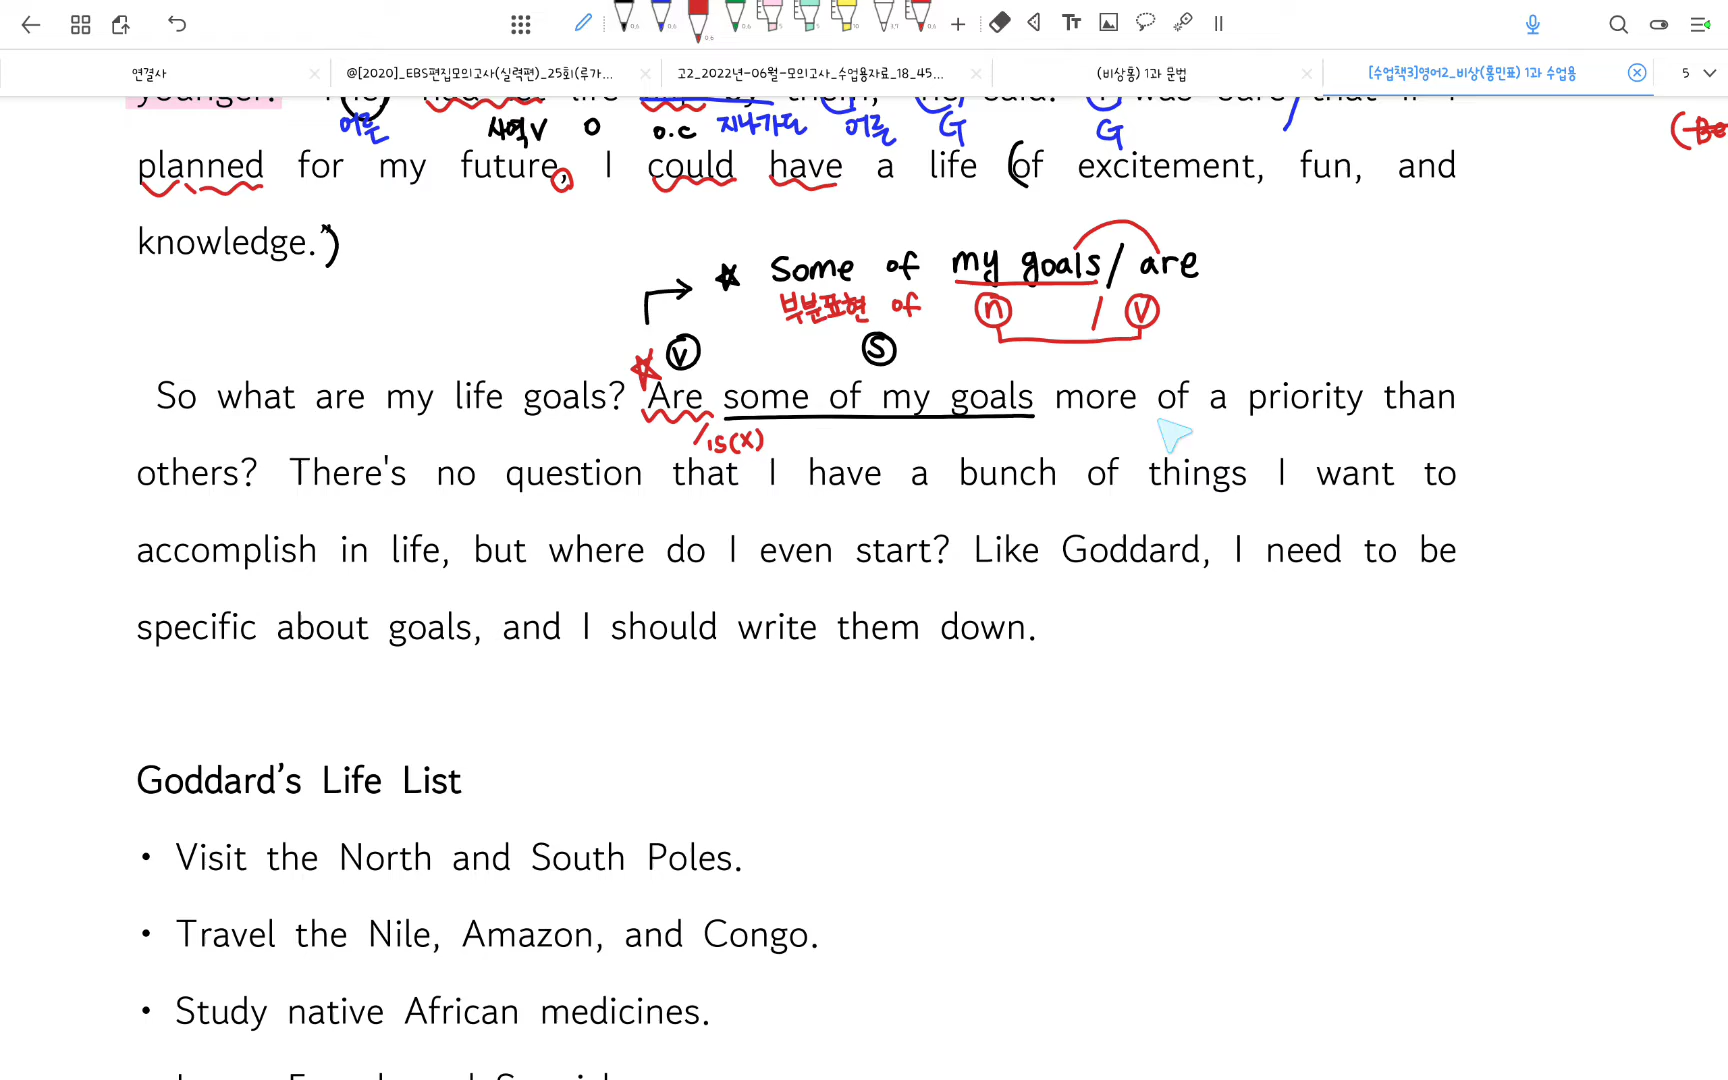 연결사
@[2020]_EBS편집모의고사(실력편)_25회(루가...
고2_2022년-06월-모의고사_수업용자료_18_45...
(비상홍) 1과 문법
[수업책3]영어2_비상(홍민표) 1과 수업용
5
younger.
어른 사역V O O.C 지나가다 어른 G G
planned for my future, I could have a life (of excitement, fun, and
knowledge.")
☆ Some of my goals / are
부분표현 of n / V
V S
So what are my life goals? ☆ Are some of my goals more of a priority than
/is(X)
others? There's no question that I have a bunch of things I want to
accomplish in life, but where do I even start? Like Goddard, I need to be
specific about goals, and I should write them down.
Goddard's Life List
• Visit the North and South Poles.
• Travel the Nile, Amazon, and Congo.
• Study native African medicines.